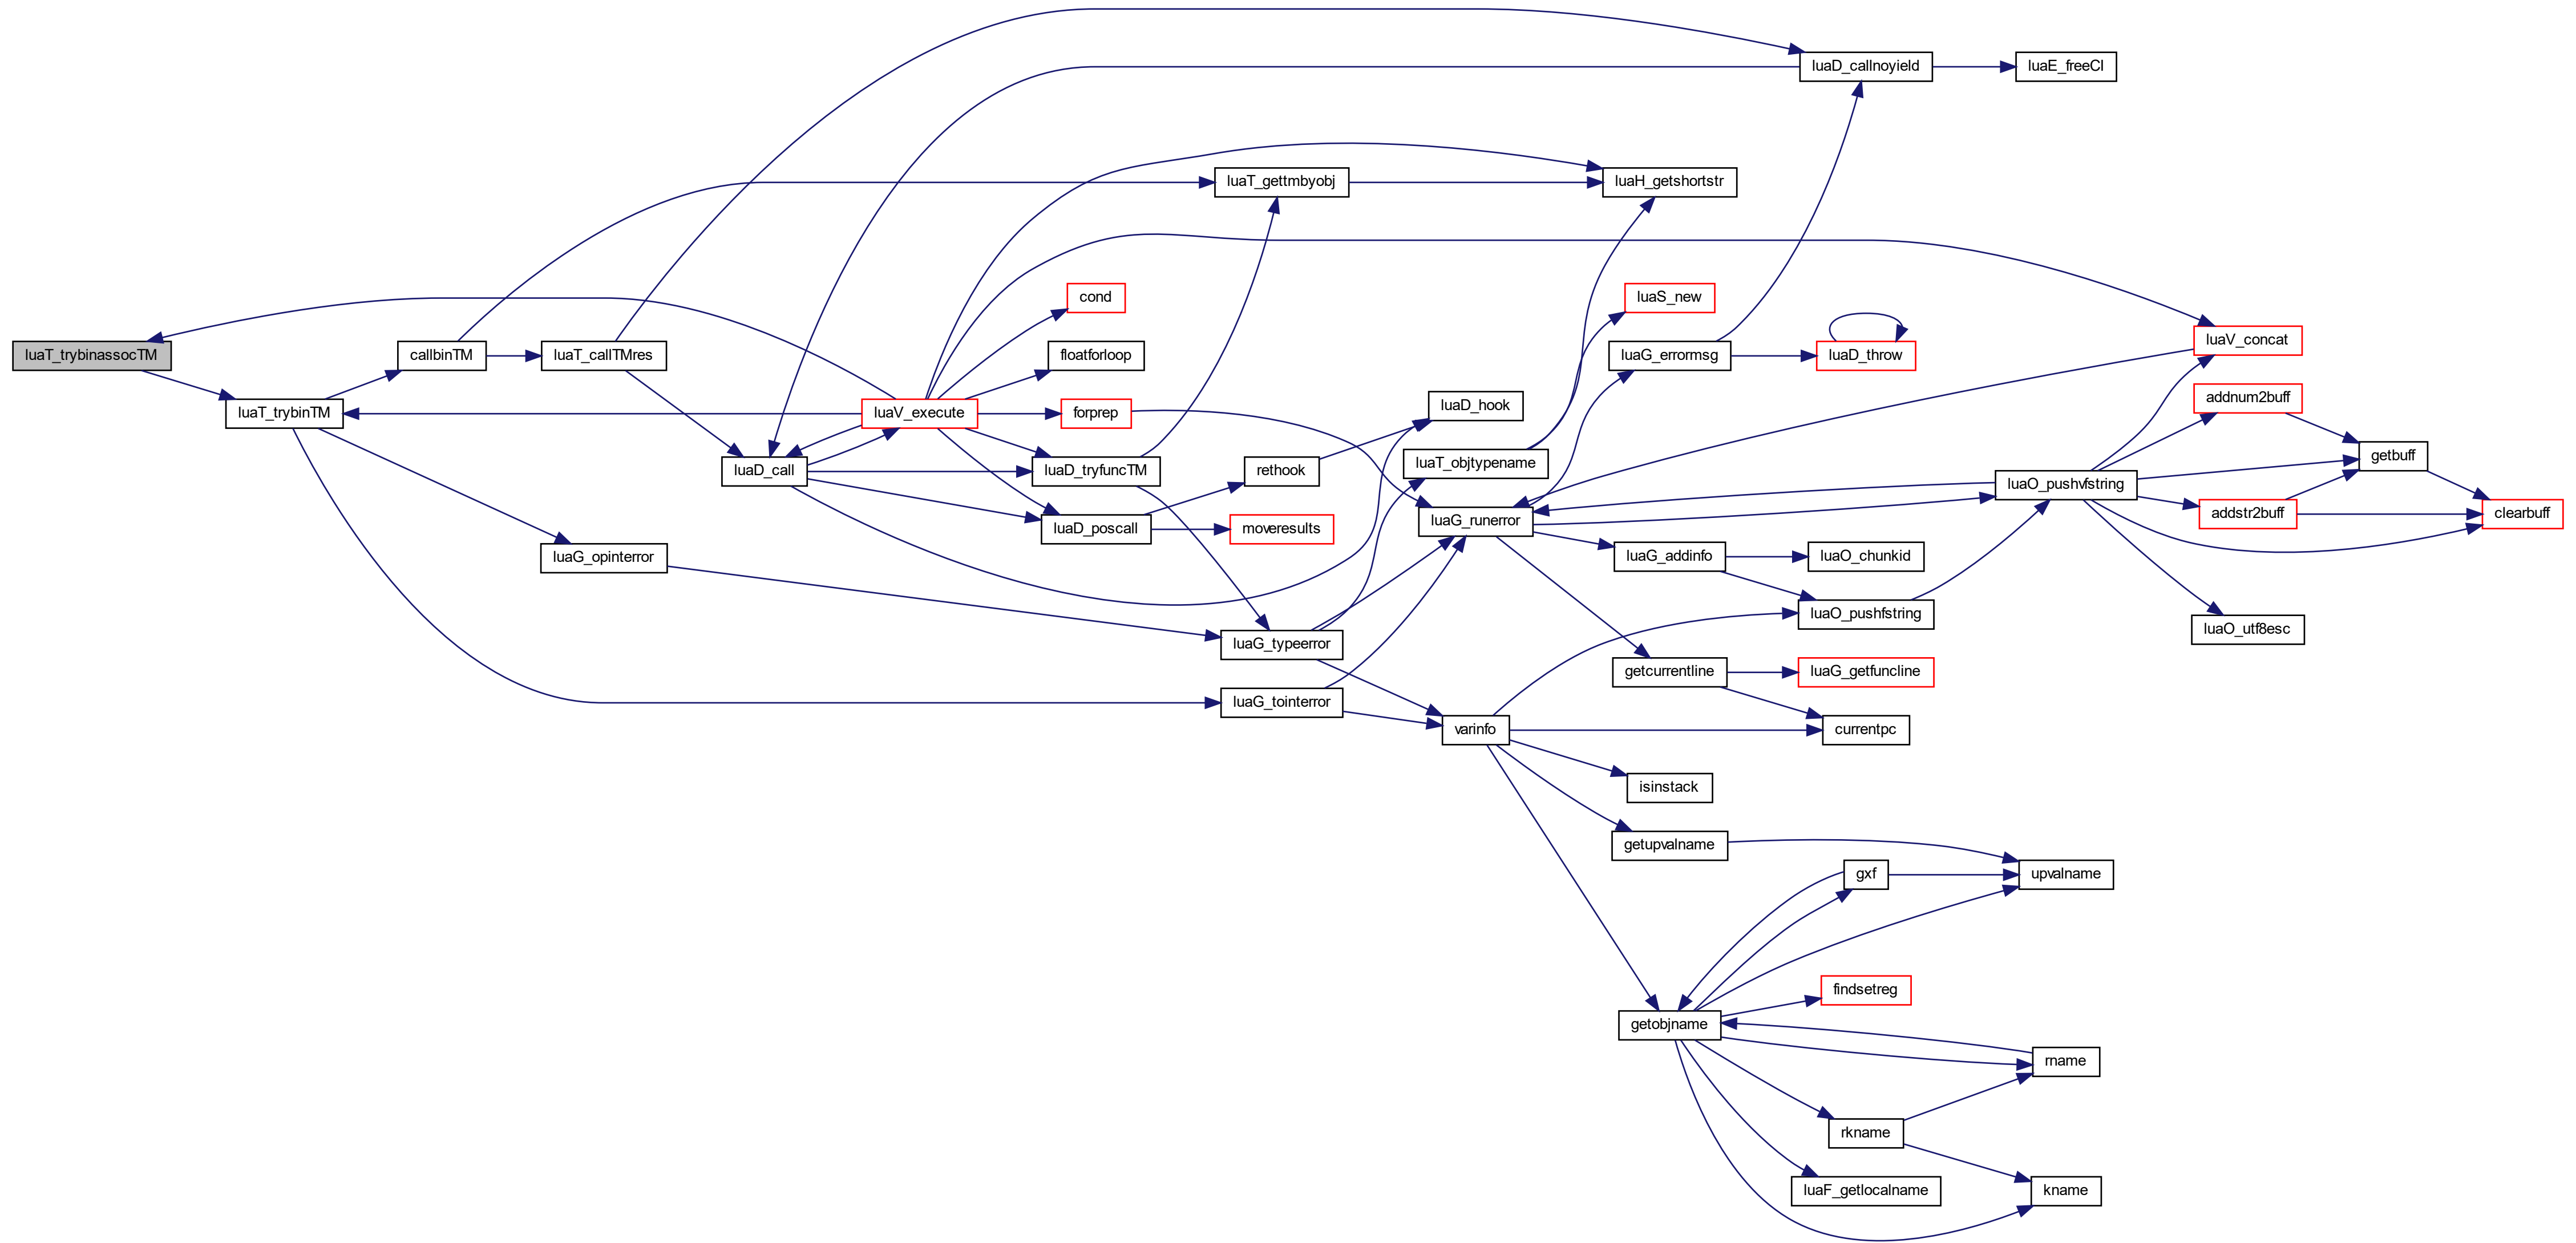 luaD_callnoyield
luaE_freeCI
luaT_gettmbyobj
luaH_getshortstr
cond
luaS_new
luaT_trybinassocTM
callbinTM
luaT_callTMres
floatforloop
luaG_errormsg
luaD_throw
luaV_concat
luaT_trybinTM
luaV_execute
forprep
luaD_hook
addnum2buff
luaD_call
luaD_tryfuncTM
rethook
luaT_objtypename
getbuff
luaO_pushvfstring
luaD_poscall
moveresults
luaG_runerror
addstr2buff
clearbuff
luaG_opinterror
luaG_addinfo
luaO_chunkid
luaO_pushfstring
luaO_utf8esc
luaG_typeerror
getcurrentline
luaG_getfuncline
luaG_tointerror
varinfo
currentpc
isinstack
getupvalname
gxf
upvalname
findsetreg
getobjname
rname
rkname
luaF_getlocalname
kname